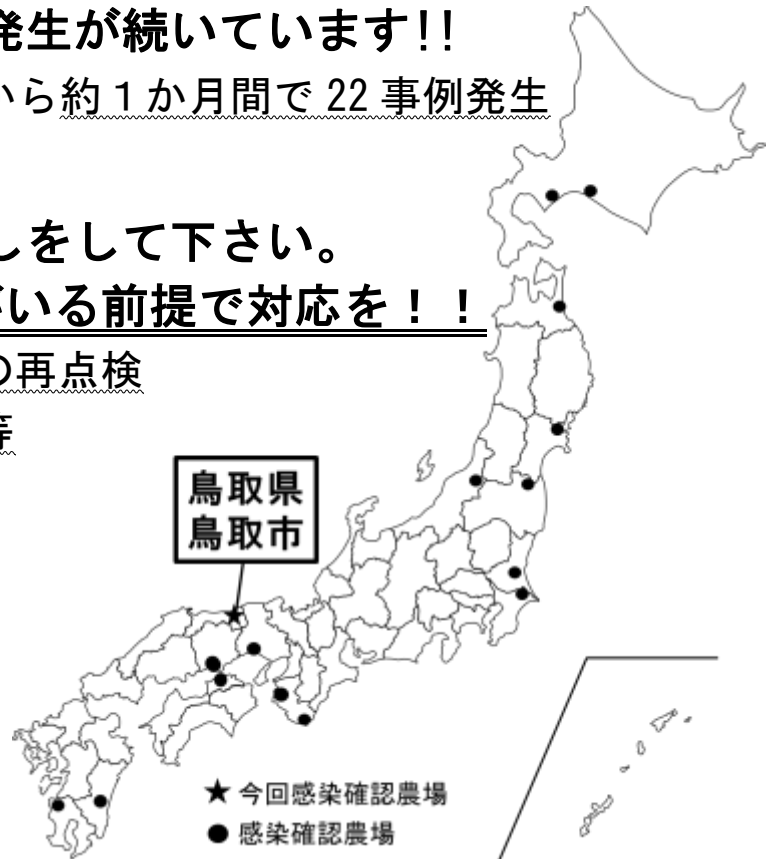 発生が続いています!!
いら約１か月間で 22 事例発生
しをして下さい。
がいる前提で対応を！！
の再点検
等
鳥取県
鳥取市
★ 今回感染確認農場
● 感染確認農場